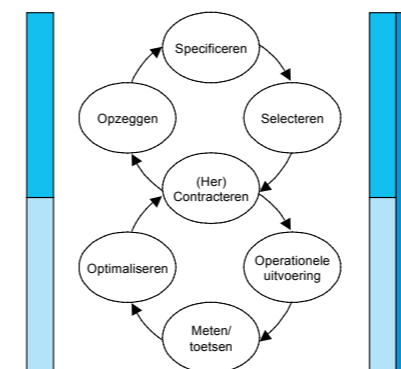 Specificeren
Opzeggen
Selecteren
(Her)
Contracteren
Optimaliseren
Operationele
uitvoering
Meten/
toetsen